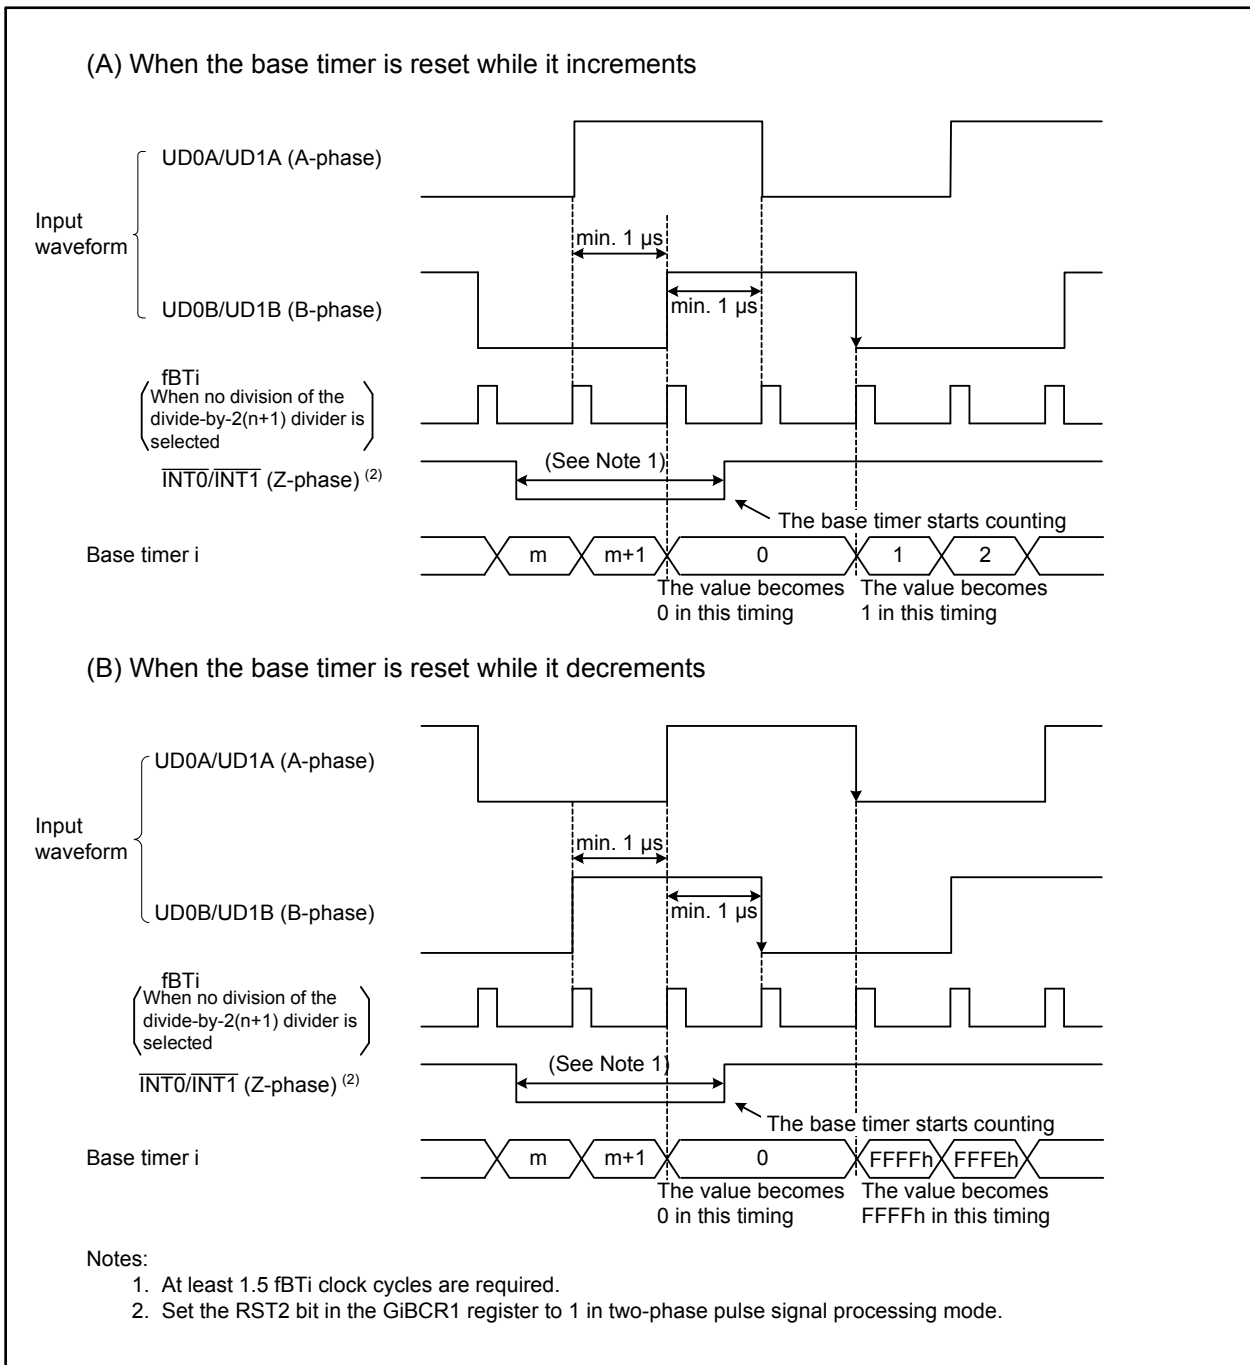 (A) When the base timer is reset while it increments
UD0A/UD1A (A-phase)
Input
waveform
min. 1 µs
min. 1 µs
UD0B/UD1B (B-phase)
fBTi
When no division of the
divide-by-2(n+1) divider is
selected
(See Note 1)
INT0/INT1 (Z-phase) (2)
The base timer starts counting
Base timer i
m
m+1
0
1
2
The value becomes
0 in this timing
The value becomes
1 in this timing
(B) When the base timer is reset while it decrements
UD0A/UD1A (A-phase)
Input
waveform
min. 1 µs
min. 1 µs
UD0B/UD1B (B-phase)
fBTi
When no division of the
divide-by-2(n+1) divider is
selected
(See Note 1)
INT0/INT1 (Z-phase) (2)
The base timer starts counting
Base timer i
m
m+1
0
FFFFh
FFFEh
The value becomes
0 in this timing
The value becomes
FFFFh in this timing
Notes:
1. At least 1.5 fBTi clock cycles are required.
2. Set the RST2 bit in the GiBCR1 register to 1 in two-phase pulse signal processing mode.